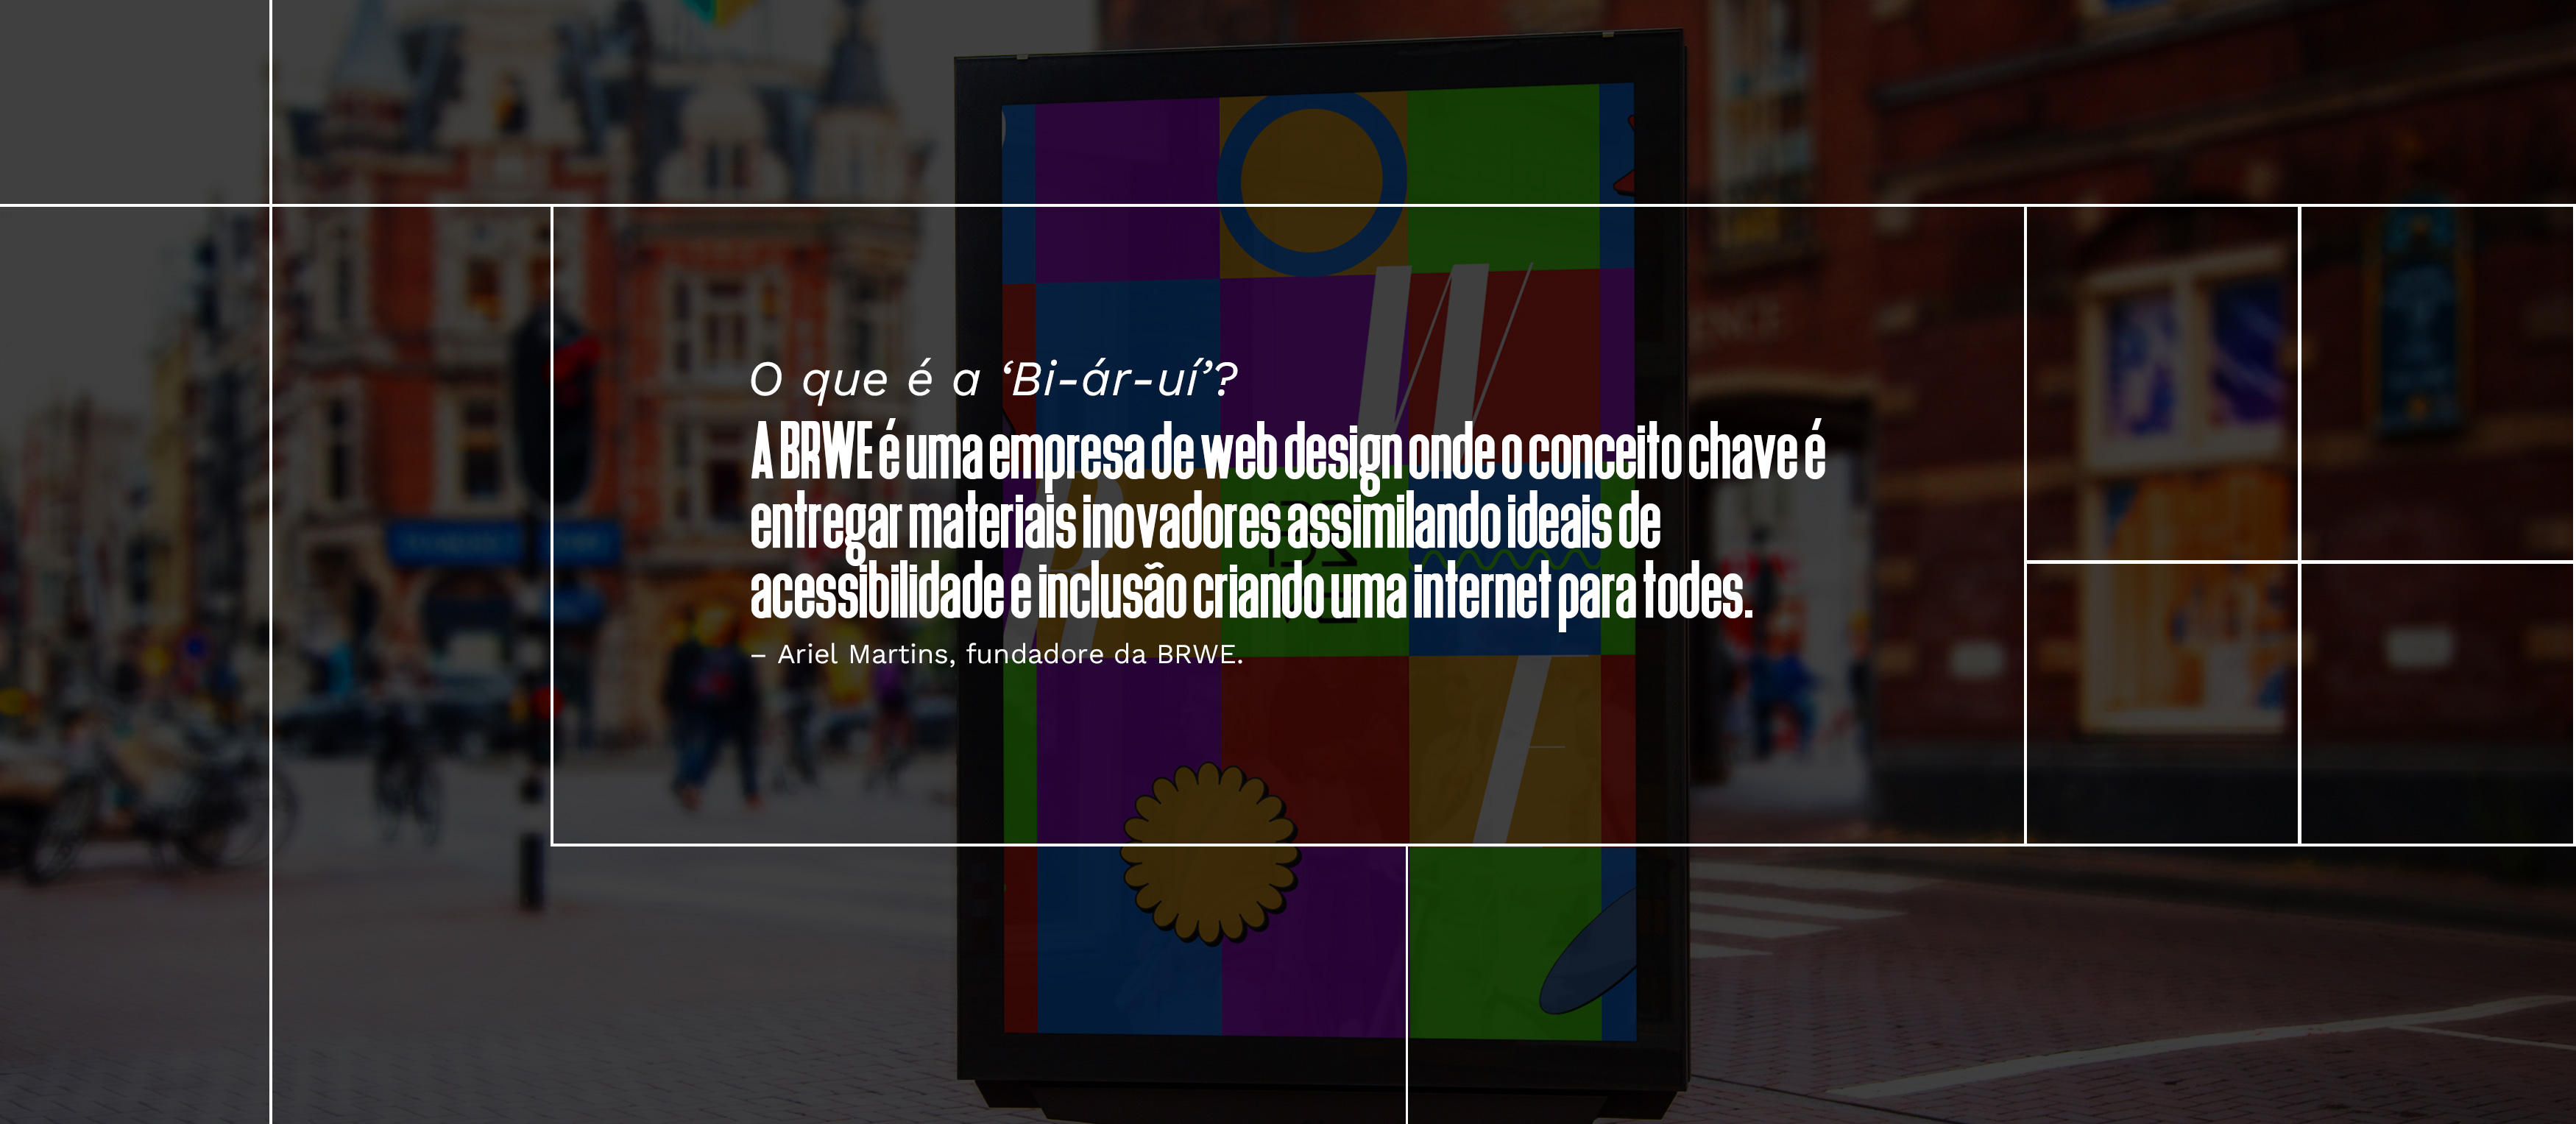 O que é a ‘Bi-ár-uí’?
A BRWE é uma empresa de web design onde o conceito chave é
entregar materiais inovadores assimilando ideais de
acessibilidade e inclusão criando uma internet para todes.
– Ariel Martins, fundadore da BRWE.